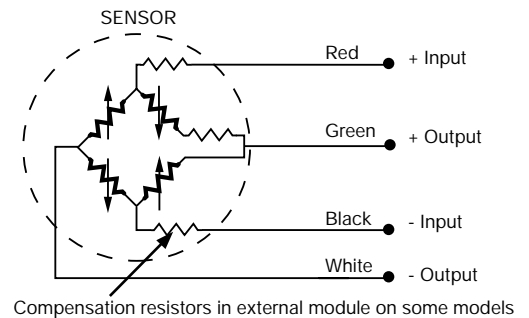 SENSOR
Red + Input
Green + Output
Black - Input
White - Output
Compensation resistors in external module on some models